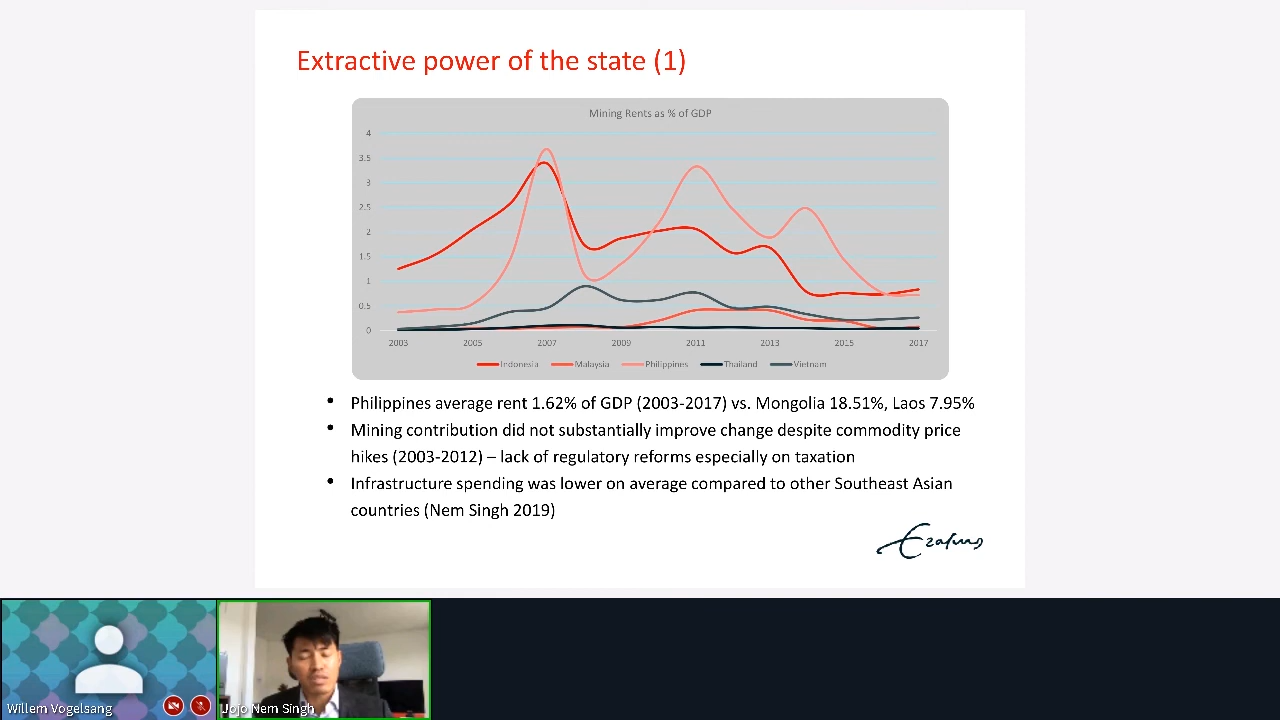 Extractive power of the state (1)
Mining Rents as % of GDP
4
3.5
3
2.5
2
1.5
1
0.5
0
2003 2005 2007 2009 2011 2013 2015 2017
Indonesia Malaysia Philippines Thailand Vietnam
• Philippines average rent 1.62% of GDP (2003-2017) vs. Mongolia 18.51%, Laos 7.95%
• Mining contribution did not substantially improve change despite commodity price
hikes (2003-2012) – lack of regulatory reforms especially on taxation
• Infrastructure spending was lower on average compared to other Southeast Asian
countries (Nem Singh 2019)
Erasmus
Willem Vogelsang
Jojo Nem Singh